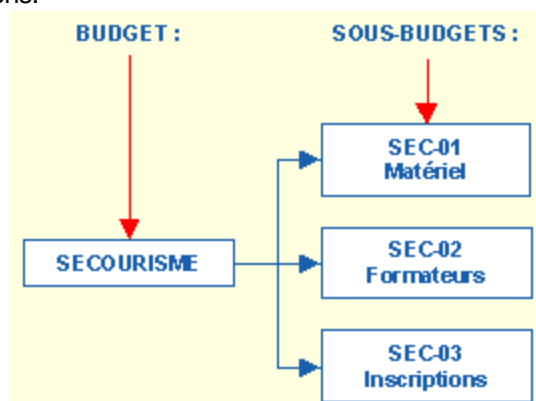 BUDGET :
SOUS-BUDGETS :
SEC-01
Matériel
SECOURISME
SEC-02
Formateurs
SEC-03
Inscriptions